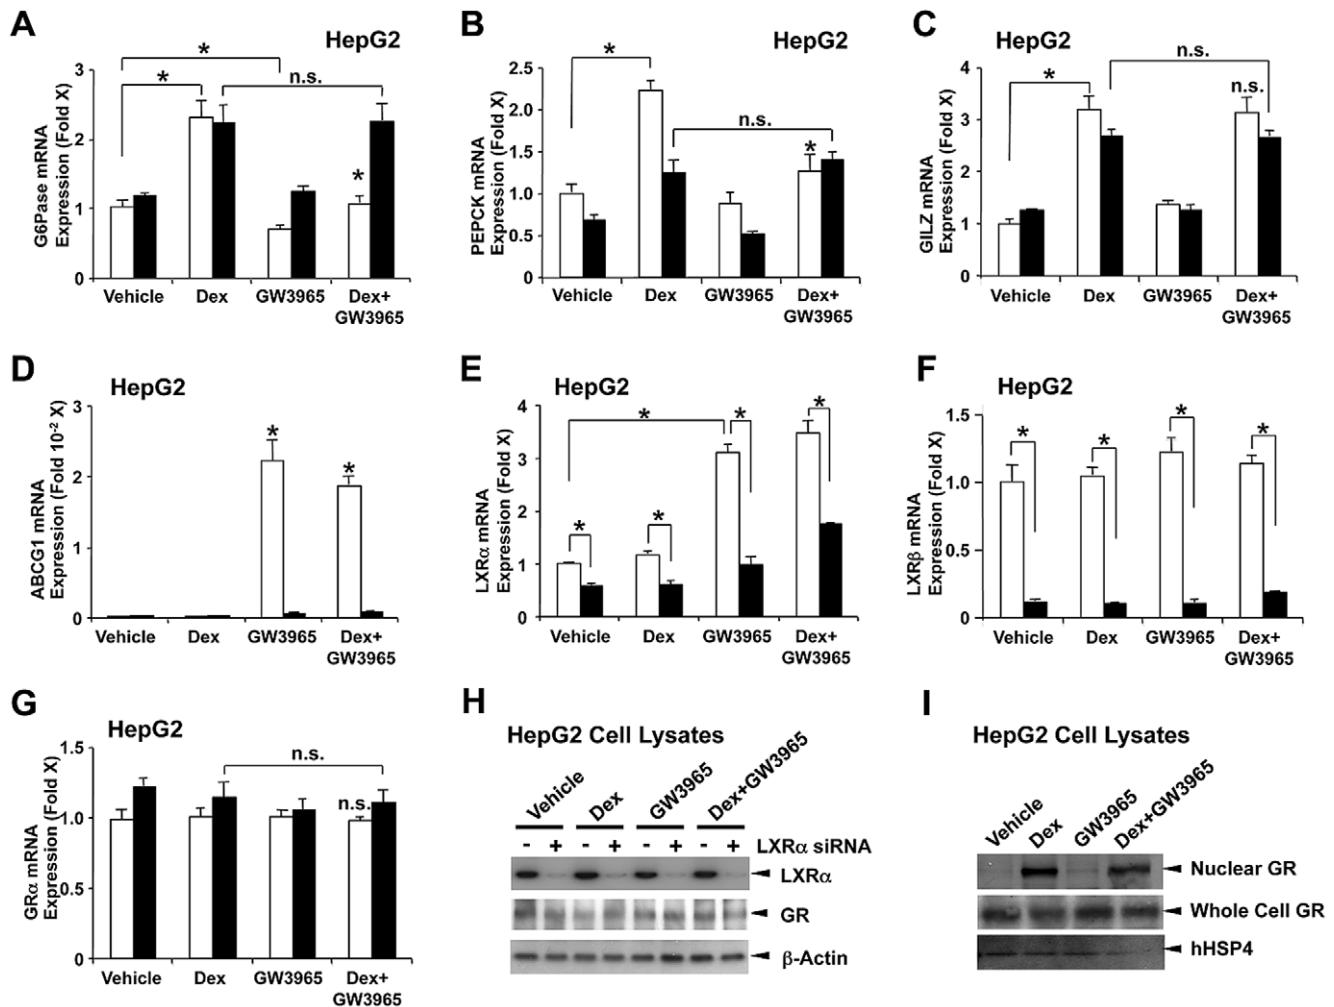 A
HepG2
G6Pase mRNA
Expression (Fold X)
3
2
1
0
*
*
n.s.
*
Vehicle
Dex
GW3965
Dex+
GW3965
B
HepG2
PEPCK mRNA
Expression (Fold X)
2.5
2.0
1.5
1.0
0.5
0
*
n.s.
*
Vehicle
Dex
GW3965
Dex+
GW3965
C
HepG2
GILZ mRNA
Expression (Fold X)
4
3
2
1
0
*
n.s.
n.s.
Vehicle
Dex
GW3965
Dex+
GW3965
D
HepG2
ABCG1 mRNA
Expression (Fold 10⁻² X)
3
2
1
0
*
*
Vehicle
Dex
GW3965
Dex+
GW3965
E
HepG2
LXRα mRNA
Expression (Fold X)
4
3
2
1
0
*
*
*
*
*
Vehicle
Dex
GW3965
Dex+
GW3965
F
HepG2
LXRβ mRNA
Expression (Fold X)
1.5
1.0
0.5
0
*
*
*
*
Vehicle
Dex
GW3965
Dex+
GW3965
G
HepG2
GRα mRNA
Expression (Fold X)
1.5
1.0
0.5
0
n.s.
n.s.
Vehicle
Dex
GW3965
Dex+
GW3965
H
HepG2 Cell Lysates
Vehicle
Dex
GW3965
Dex+GW3965
- + - + - + - + LXRα siRNA
LXRα
GR
β-Actin
I
HepG2 Cell Lysates
Vehicle
Dex
GW3965
Dex+GW3965
Nuclear GR
Whole Cell GR
hHSP4